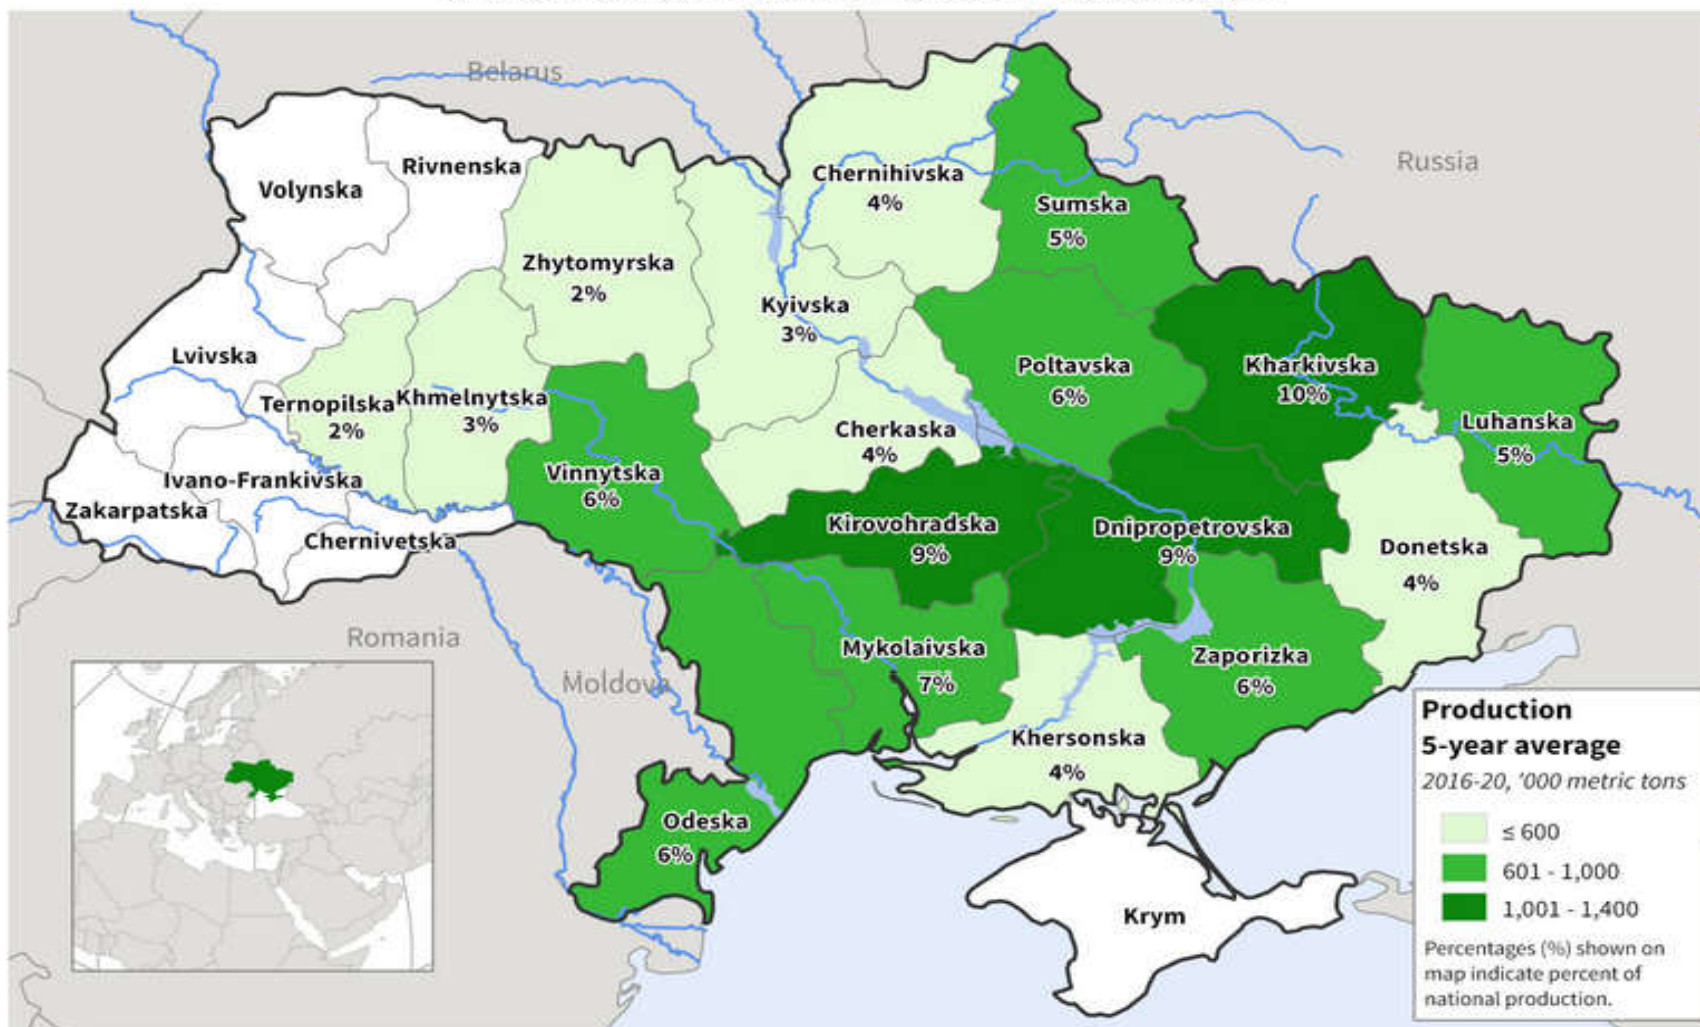 Belarus
Russia
Rivnenska
Volynska
Chernihivska
4%
Sumska
5%
Zhytomyrska
2%
Kyivska
3%
Lvivska
Poltavska
6%
Kharkivska
10%
Ternopilska
2%
Khmelnytska
3%
Cherkaska
4%
Luhanska
5%
Vinnytska
6%
Ivano-Frankivska
Zakarpatska
Chernivetska
Kirovohradska
9%
Dnipropetrovska
9%
Donetska
4%
Romania
Moldova
Mykolaivska
7%
Zaporizka
6%
Khersonska
4%
Odeska
6%
Krym
Production
5-year average
2016-20, '000 metric tons
≤ 600
601 - 1,000
1,001 - 1,400
Percentages (%) shown on
map indicate percent of
national production.